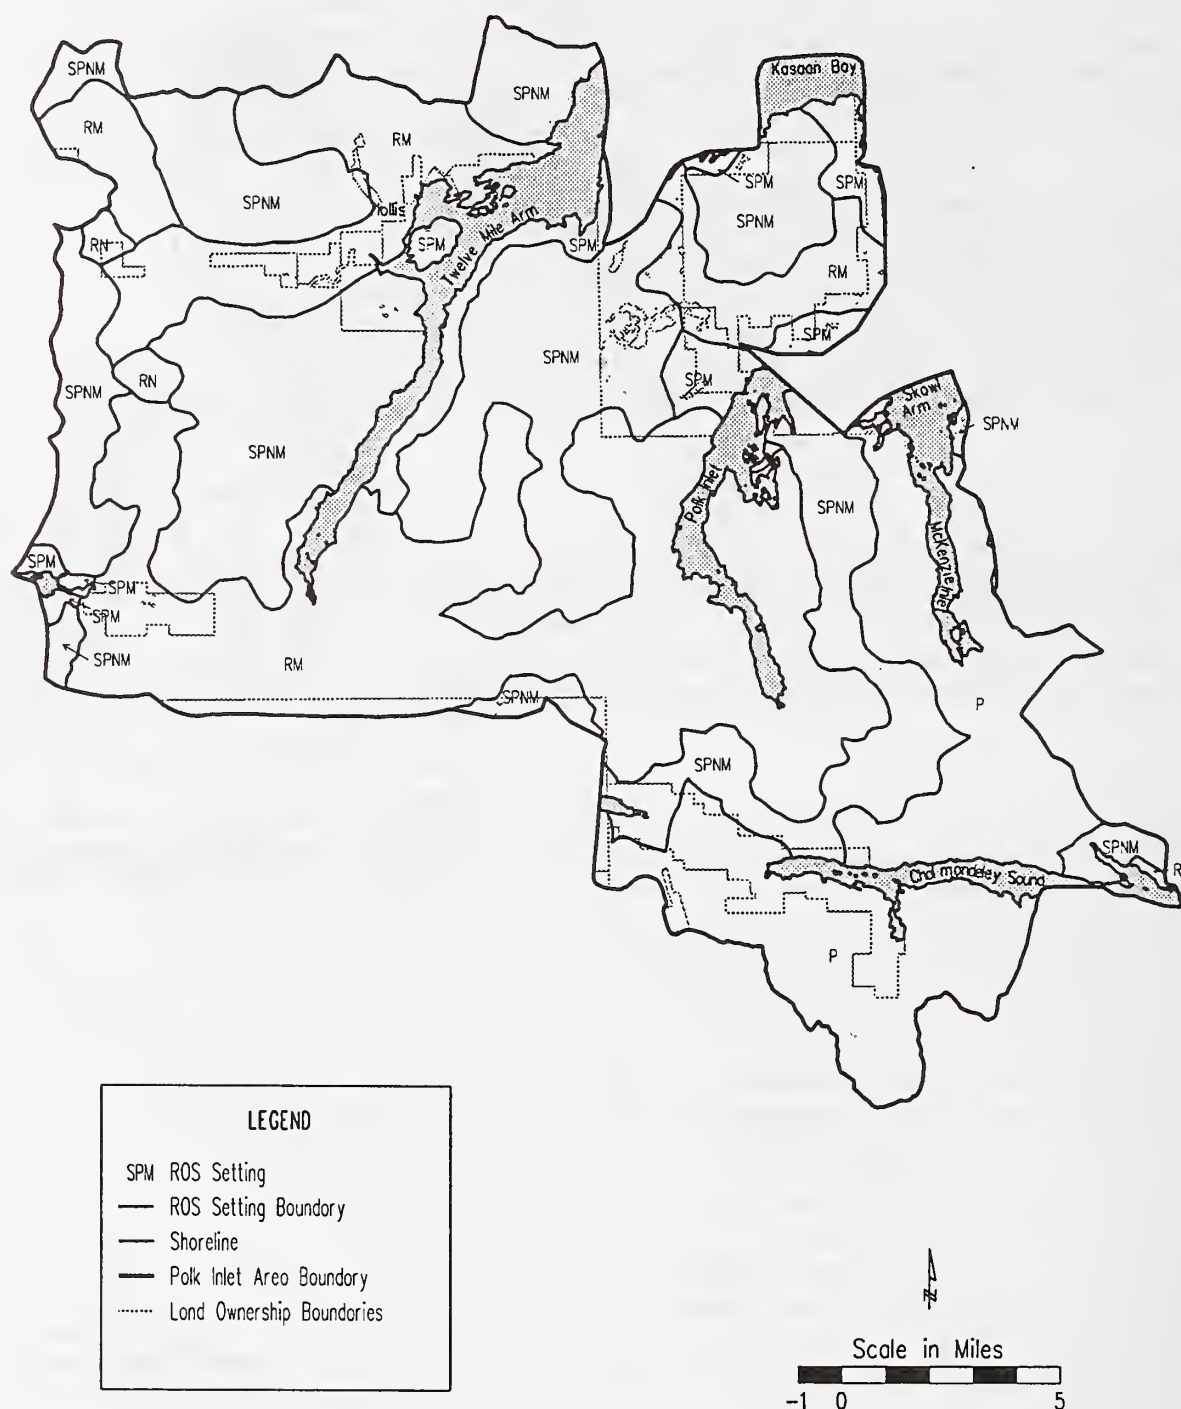 SPNM
Kasaan Bay
SPNM
RM
RM
SPM
SPM
SPNM
SPNM
Hollis
Twelve Mile Arm
SPM
SPM
RN
RM
SPM
SPNM
SPNM
RN
SPM
Skowl
Arm
SPNM
SPNM
Polk Inlet
SPNM
McKenzie Inlet
SPM
SPM
SPM
SPNM
RM
SPNM
P
SPNM
SPNM
R
Cholmondeley Sound
P
LEGEND
SPM ROS Setting
ROS Setting Boundory
Shoreline
Polk Inlet Area Boundary
Land Ownership Boundaries
N
Scale in Miles
-1 0 5